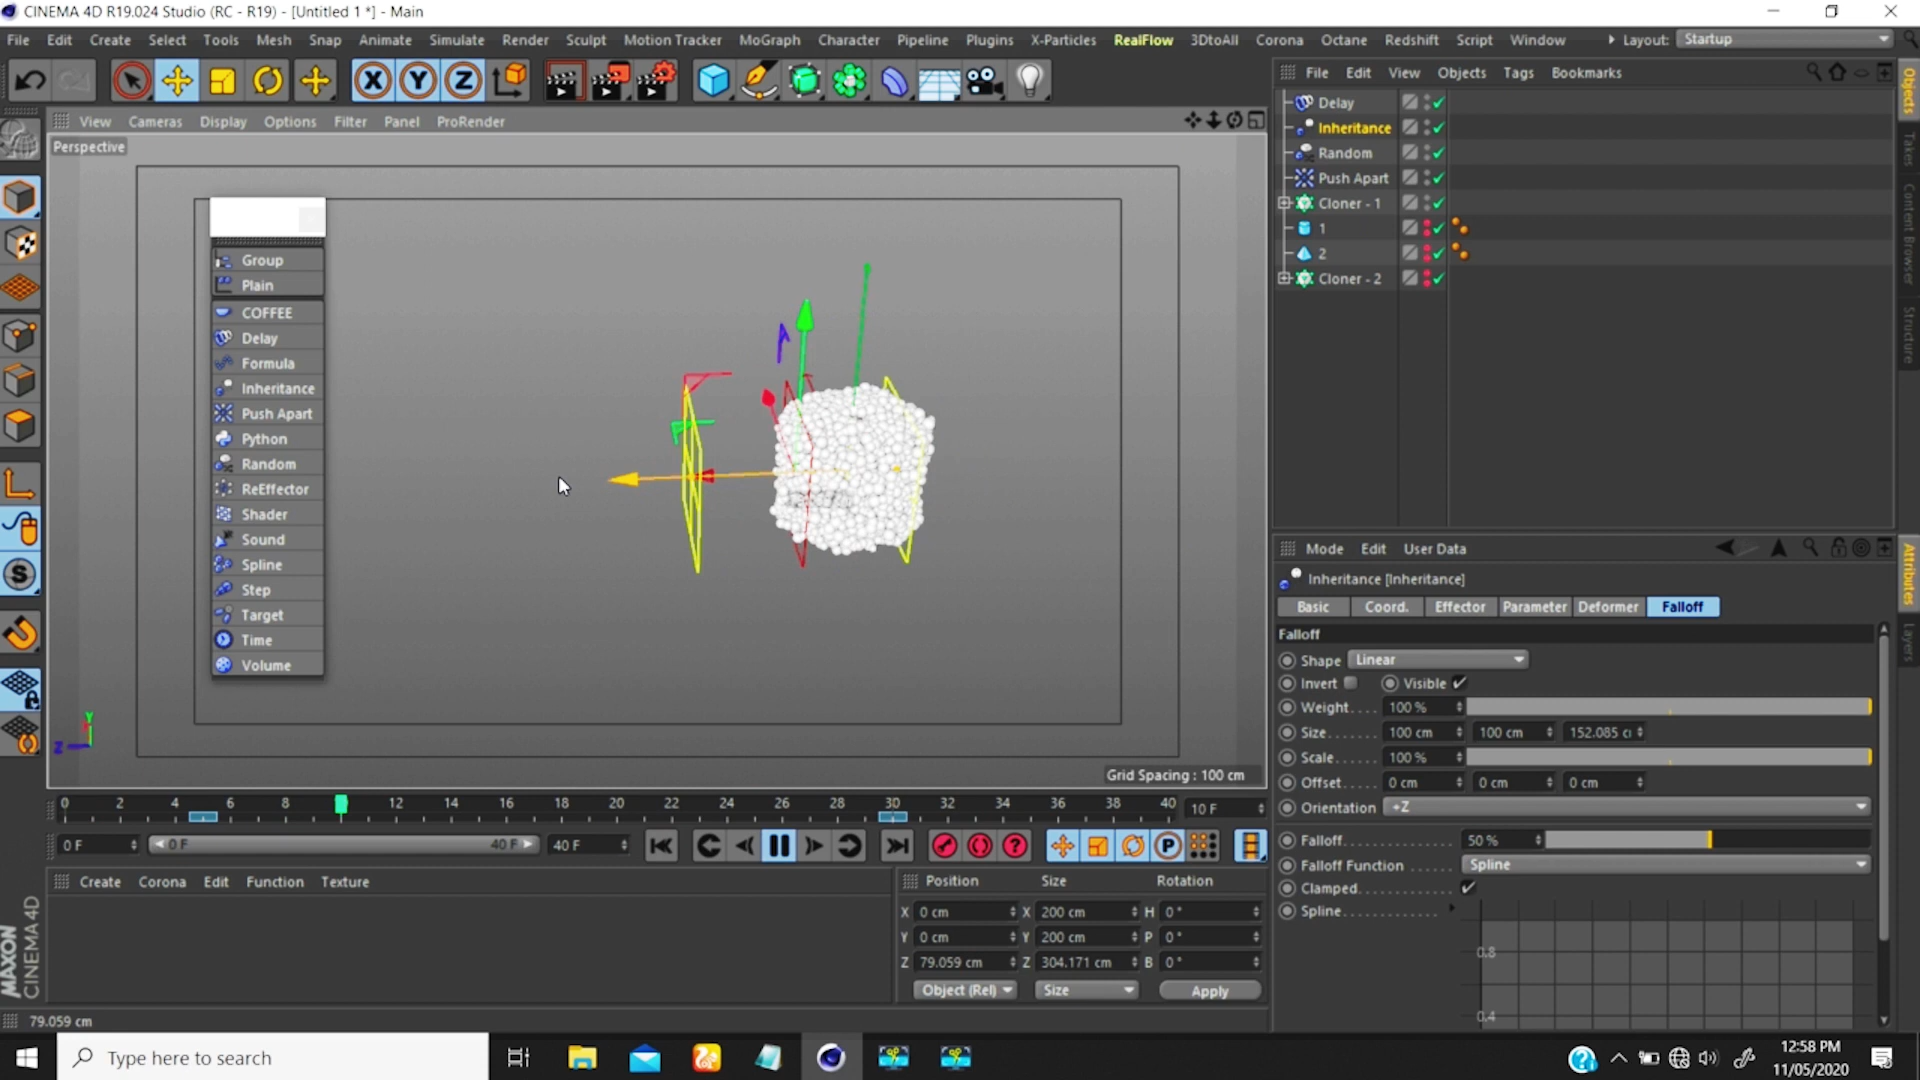 CINEMA 4D R19.024 Studio (RC - R19) - [Untitled 1 *] - Main
File Edit Create Select Tools Mesh Snap Animate Simulate Render Sculpt Motion Tracker MoGraph Character Pipeline Plugins X-Particles RealFlow 3DtoAll Corona Octane Redshift Script Window Layout: Startup
X Y Z
File Edit View Objects Tags Bookmarks
View Cameras Display Options Filter Panel ProRender
Perspective
Delay
Inheritance
Random
Push Apart
Cloner - 1
1
2
Cloner - 2
Objects
Takes
Content Browser
Structure
Group
Plain
COFFEE
Delay
Formula
Inheritance
Push Apart
Python
Random
ReEffector
Shader
Sound
Spline
Step
Target
Time
Volume
Y
Z
Grid Spacing : 100 cm
Mode Edit User Data
Inheritance [Inheritance]
Basic Coord. Effector Parameter Deformer Falloff
Falloff
Shape Linear
Invert Visible
Weight.... 100 %
Size....... 100 cm 100 cm
Scale...... 100 %
Offset..... 0 cm 0 cm 0 cm
Orientation +Z
Falloff................ 50 %
Falloff Function ...... Spline
Clamped.............
Spline................
0.8
0.4
Attributes
Layers
0 2 4 6 8 12 14 16 18 20 22 24 26 28 30 32 34 36 38 40 10 F
0 F 0 F 40 F 40 F
P
Create Corona Edit Function Texture
Position Size Rotation
X 0 cm X 200 cm H 0 °
Y 0 cm Y 200 cm P 0 °
Z 79.059 cm Z 304.171 cm B 0 °
Object (Rel) Size Apply
MAXON
CINEMA 4D
79.059 cm
Type here to search
12:58 PM
11/05/2020